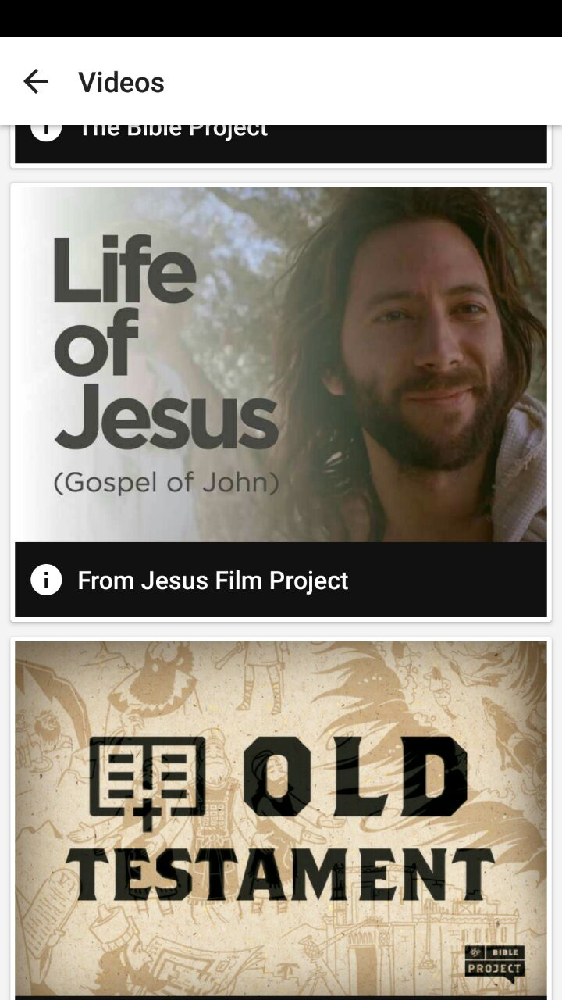 Videos
The Bible Project
Life
of
Jesus
(Gospel of John)
i From Jesus Film Project
OLD
TESTAMENT
BIBLE
PROJECT